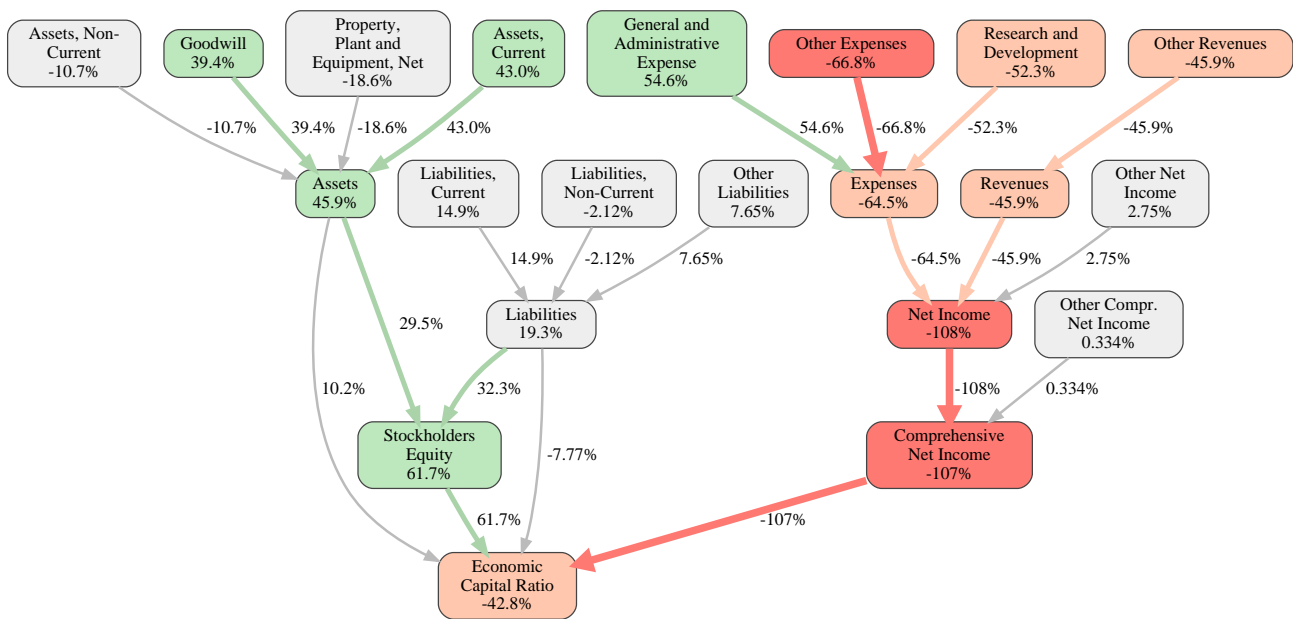 Assets, Non-
Current
-10.7%
Goodwill
39.4%
Property,
Plant and
Equipment, Net
-18.6%
Assets,
Current
43.0%
General and
Administrative
Expense
54.6%
Other Expenses
-66.8%
Research and
Development
-52.3%
Other Revenues
-45.9%
-10.7%
39.4%
-18.6%
43.0%
54.6%
-66.8%
-52.3%
-45.9%
Assets
45.9%
Liabilities,
Current
14.9%
Liabilities,
Non-Current
-2.12%
Other
Liabilities
7.65%
Expenses
-64.5%
Revenues
-45.9%
Other Net
Income
2.75%
14.9%
-2.12%
7.65%
-64.5%
-45.9%
2.75%
29.5%
Liabilities
19.3%
Net Income
-108%
Other Compr.
Net Income
0.334%
10.2%
32.3%
-108%
0.334%
Stockholders
Equity
61.7%
-7.77%
Comprehensive
Net Income
-107%
61.7%
-107%
Economic
Capital Ratio
-42.8%